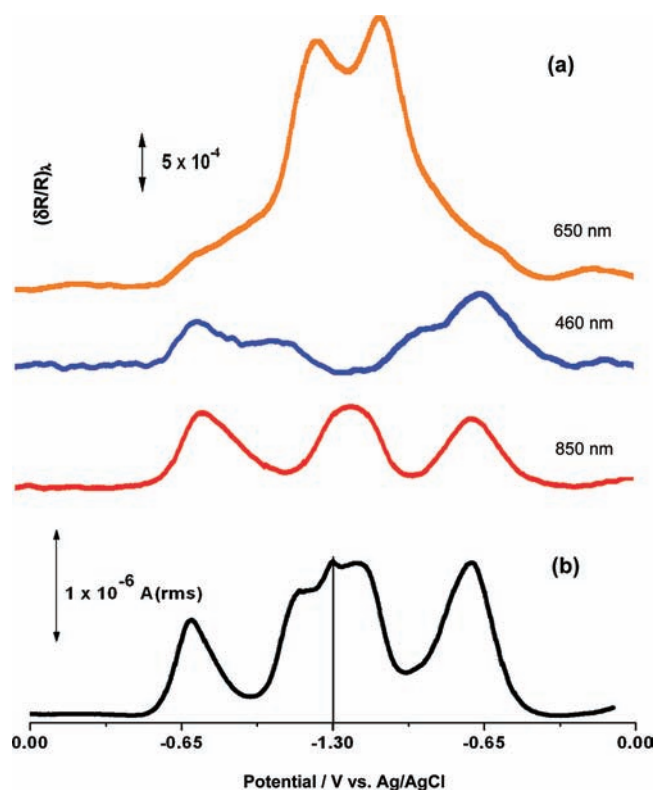 (a)
5 x 10⁻⁴
(δR/R)λ
650 nm
460 nm
850 nm
(b)
1 x 10⁻⁶ A(rms)
0.00 -0.65 -1.30 -0.65 0.00
Potential / V vs. Ag/AgCl